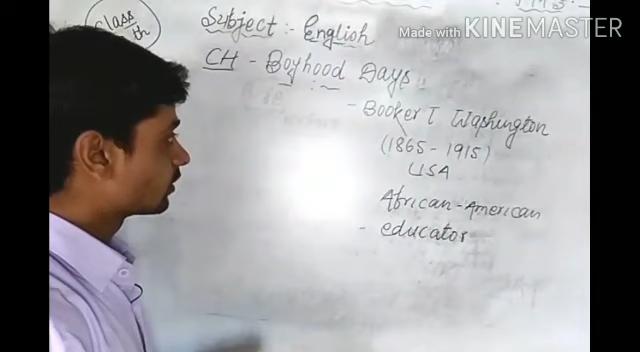 Made with KINEMASTER
class
th
Subject :- English
CH - Boyhood Days
- Booker T Washington
(1865 - 1915)
USA
African-American
- educator